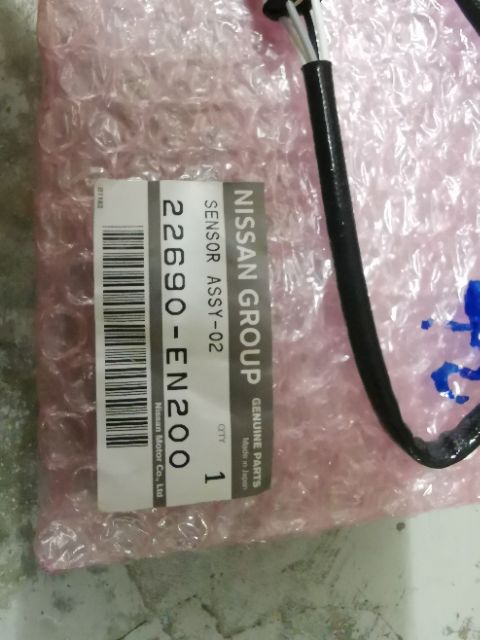 NISSAN GROUP GENUINE PARTS
Made in Japan
SENSOR ASSY-02
QTY
1
22690-EN200
Nissan Motor Co., Ltd